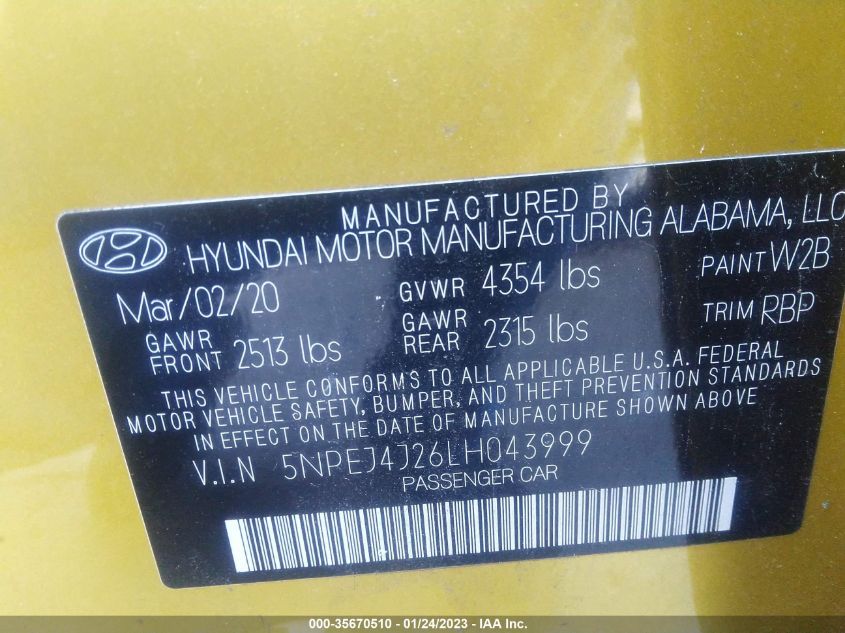 MANUFACTURED BY
HYUNDAI MOTOR MANUFACTURING ALABAMA, LLC
Mar/02/20 GVWR 4354 lbs PAINT W2B
GAWR FRONT 2513 lbs GAWR REAR 2315 lbs TRIM RBP
THIS VEHICLE CONFORMS TO ALL APPLICABLE U.S.A. FEDERAL
MOTOR VEHICLE SAFETY, BUMPER, AND THEFT PREVENTION STANDARDS
IN EFFECT ON THE DATE OF MANUFACTURE SHOWN ABOVE
V.I.N 5NPEJ4J26LH043999
PASSENGER CAR
000-35670510 - 01/24/2023 - © IAA Inc.